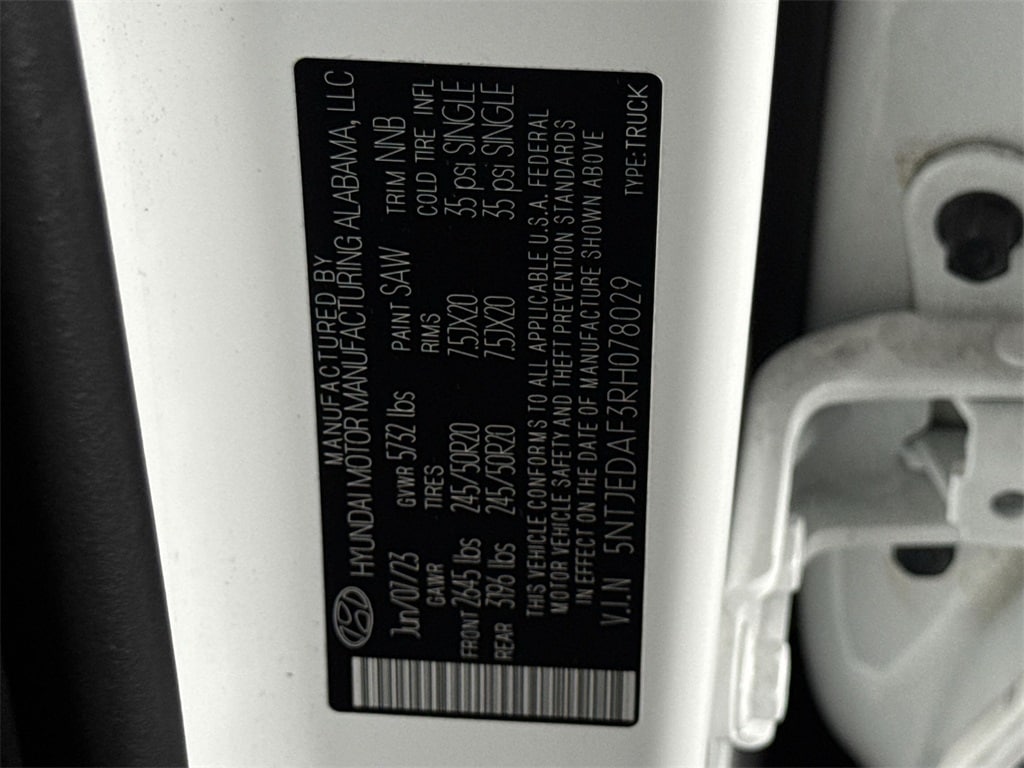 MANUFACTURED BY
HYUNDAI MOTOR MANUFACTURING ALABAMA, LLC
Jun/07/23 GVWR 5732 lbs PAINT SAW TRIM NNB
GAWR TIRES RIMS COLD TIRE INFL
FRONT 2645 lbs 245/50R20 7.5JX20 35 psi SINGLE
REAR 3196 lbs 245/50R20 7.5JX20 35 psi SINGLE
THIS VEHICLE CONFORMS TO ALL APPLICABLE U.S.A. FEDERAL
MOTOR VEHICLE SAFETY AND THEFT PREVENTION STANDARDS
IN EFFECT ON THE DATE OF MANUFACTURE SHOWN ABOVE
V.I.N 5NTJEDAF3RH078029
TYPE:TRUCK